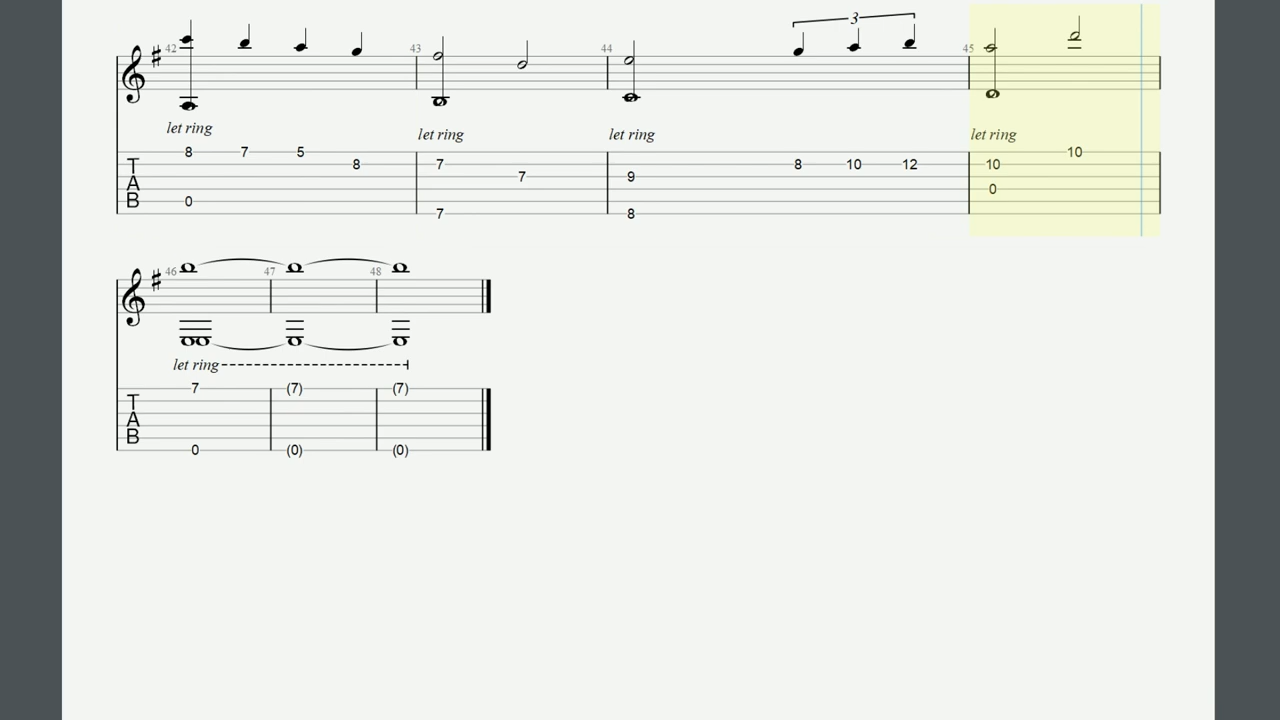 3
42 43 44 45
let ring let ring let ring let ring
8 7 5 7 10
T 8 7 8 10 12 10
A 7 9 0
B 0
7 8
46 47 48
let ring
7 (7) (7)
T
A
B
0 (0) (0)